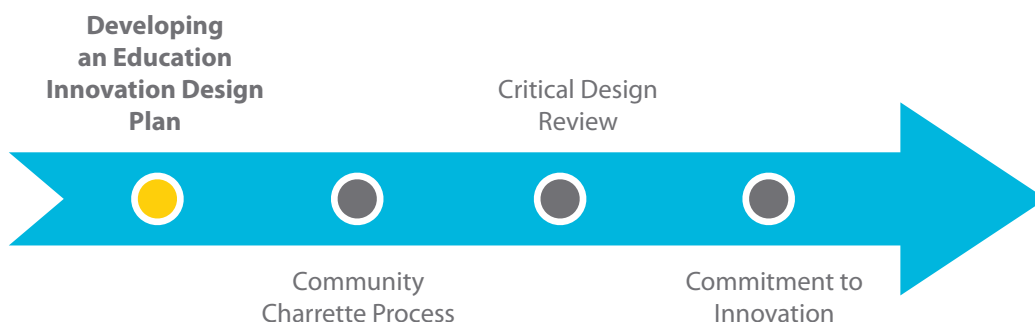 Developing
an Education
Innovation Design
Plan
Community
Charrette Process
Critical Design
Review
Commitment to
Innovation